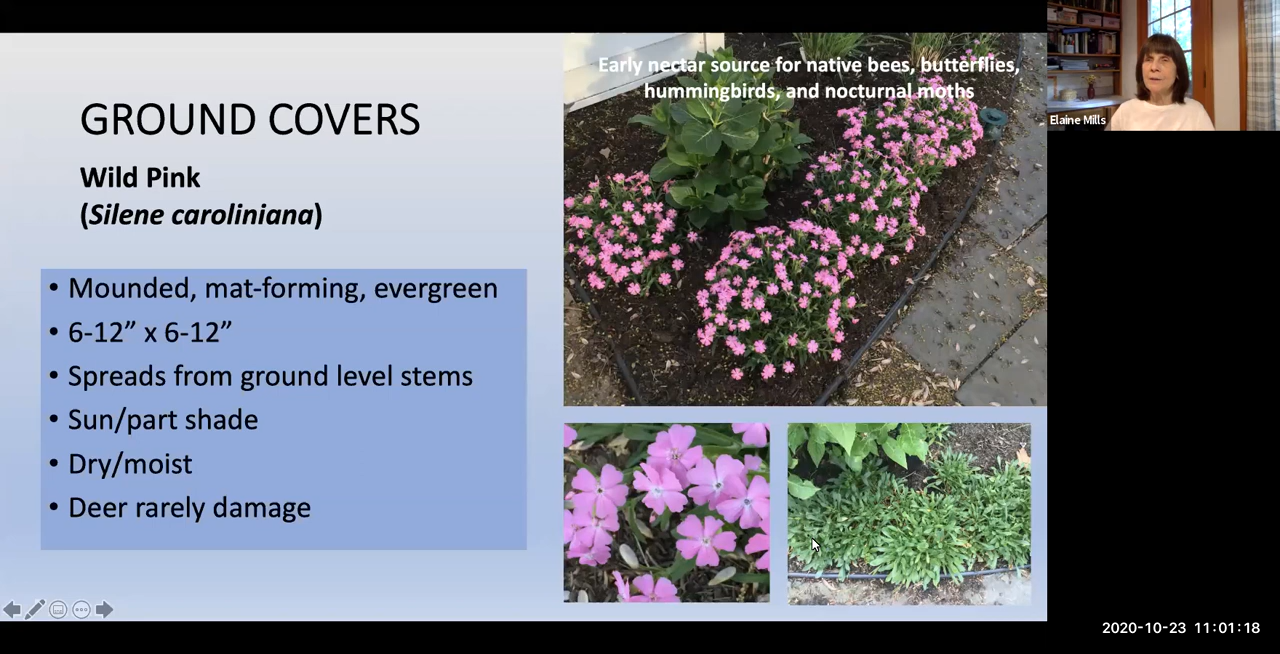 GROUND COVERS
Wild Pink
(Silene caroliniana)
• Mounded, mat-forming, evergreen
• 6-12” x 6-12”
• Spreads from ground level stems
• Sun/part shade
• Dry/moist
• Deer rarely damage
Early nectar source for native bees, butterflies,
hummingbirds, and nocturnal moths
Elaine Mills
2020-10-23 11:01:18